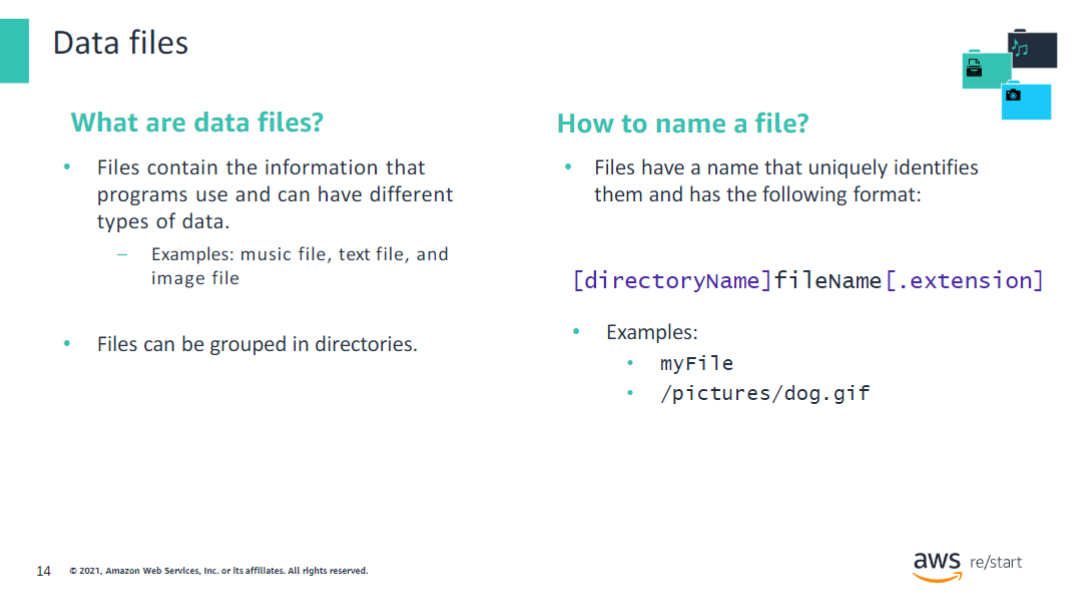 Data files
What are data files?
• Files contain the information that
programs use and can have different
types of data.
– Examples: music file, text file, and
image file
• Files can be grouped in directories.
How to name a file?
• Files have a name that uniquely identifies
them and has the following format:
[directoryName]fileName[.extension]
• Examples:
• myFile
• /pictures/dog.gif
14
© 2021, Amazon Web Services, Inc. or its affiliates. All rights reserved.
aws re/start